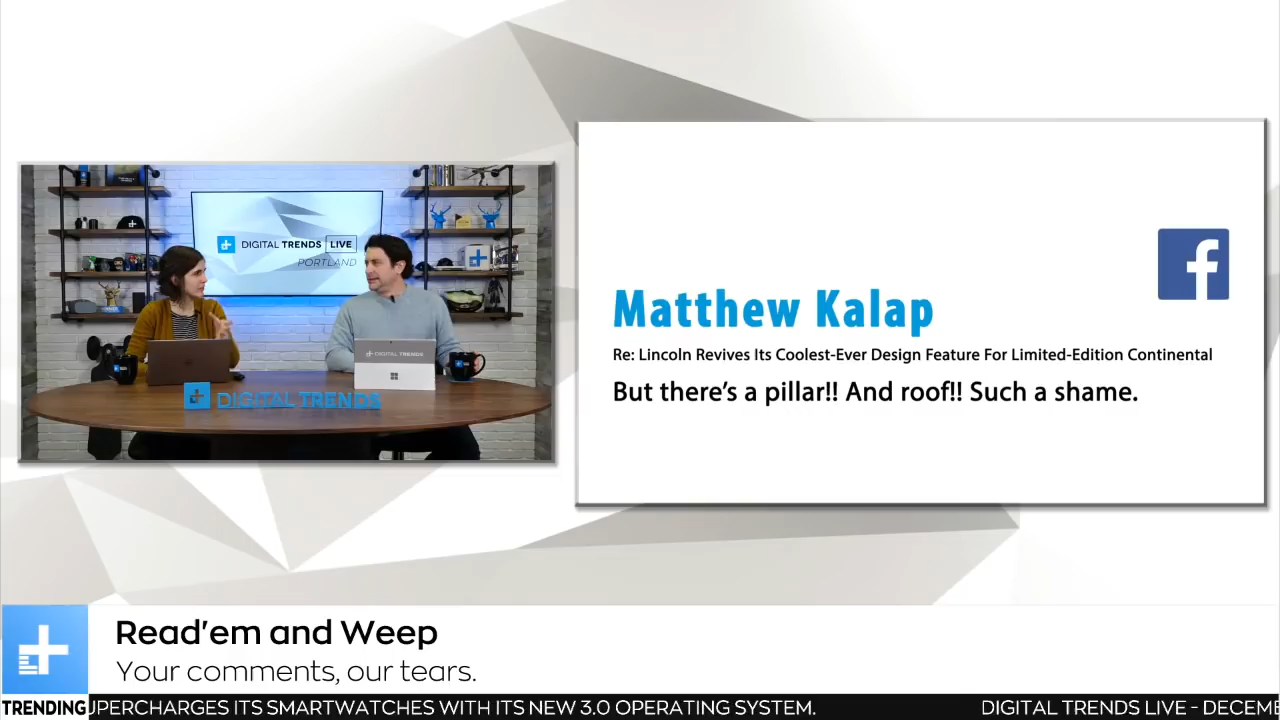 DIGITAL TRENDS LIVE
PORTLAND
DIGITAL TRENDS
DIGITAL TRENDS
Matthew Kalap
Re: Lincoln Revives Its Coolest-Ever Design Feature For Limited-Edition Continental
But there's a pillar!! And roof!! Such a shame.
Read'em and Weep
Your comments, our tears.
TRENDING UPERCHARGES ITS SMARTWATCHES WITH ITS NEW 3.0 OPERATING SYSTEM. DIGITAL TRENDS LIVE - DECEME